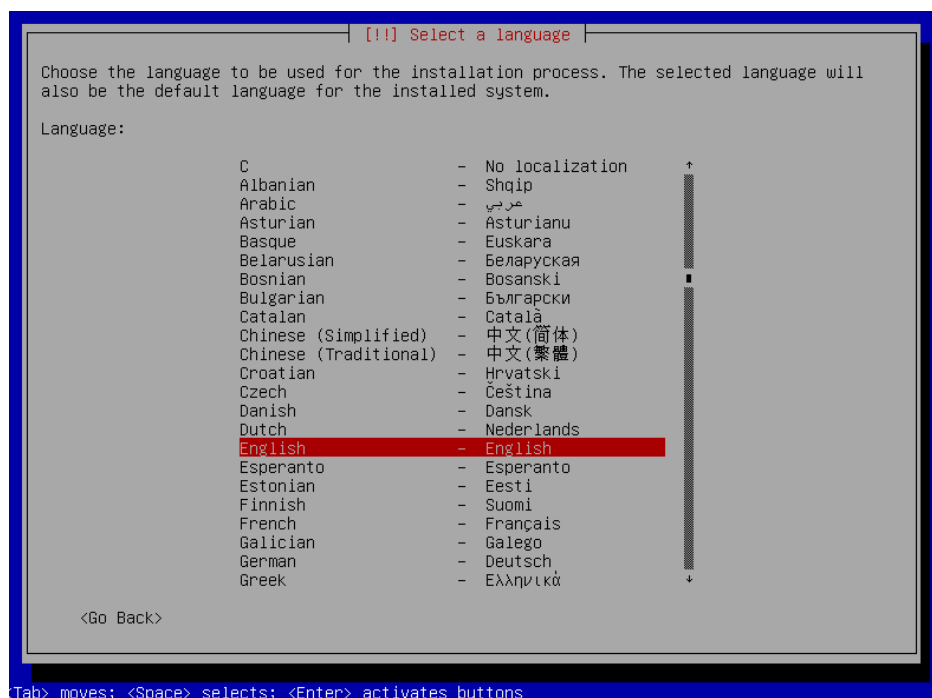 [!!] Select a language
Choose the language to be used for the installation process. The selected language will
also be the default language for the installed system.
Language:
C - No localization
Albanian - Shqip
Arabic - عربي
Asturian - Asturianu
Basque - Euskara
Belarusian - Беларуская
Bosnian - Bosanski
Bulgarian - Български
Catalan - Català
Chinese (Simplified) - 中文(简体)
Chinese (Traditional) - 中文(繁體)
Croatian - Hrvatski
Czech - Čeština
Danish - Dansk
Dutch - Nederlands
English - English
Esperanto - Esperanto
Estonian - Eesti
Finnish - Suomi
French - Français
Galician - Galego
German - Deutsch
Greek - Ελληνικά
<Go Back>
<Tab> moves; <Space> selects; <Enter> activates buttons